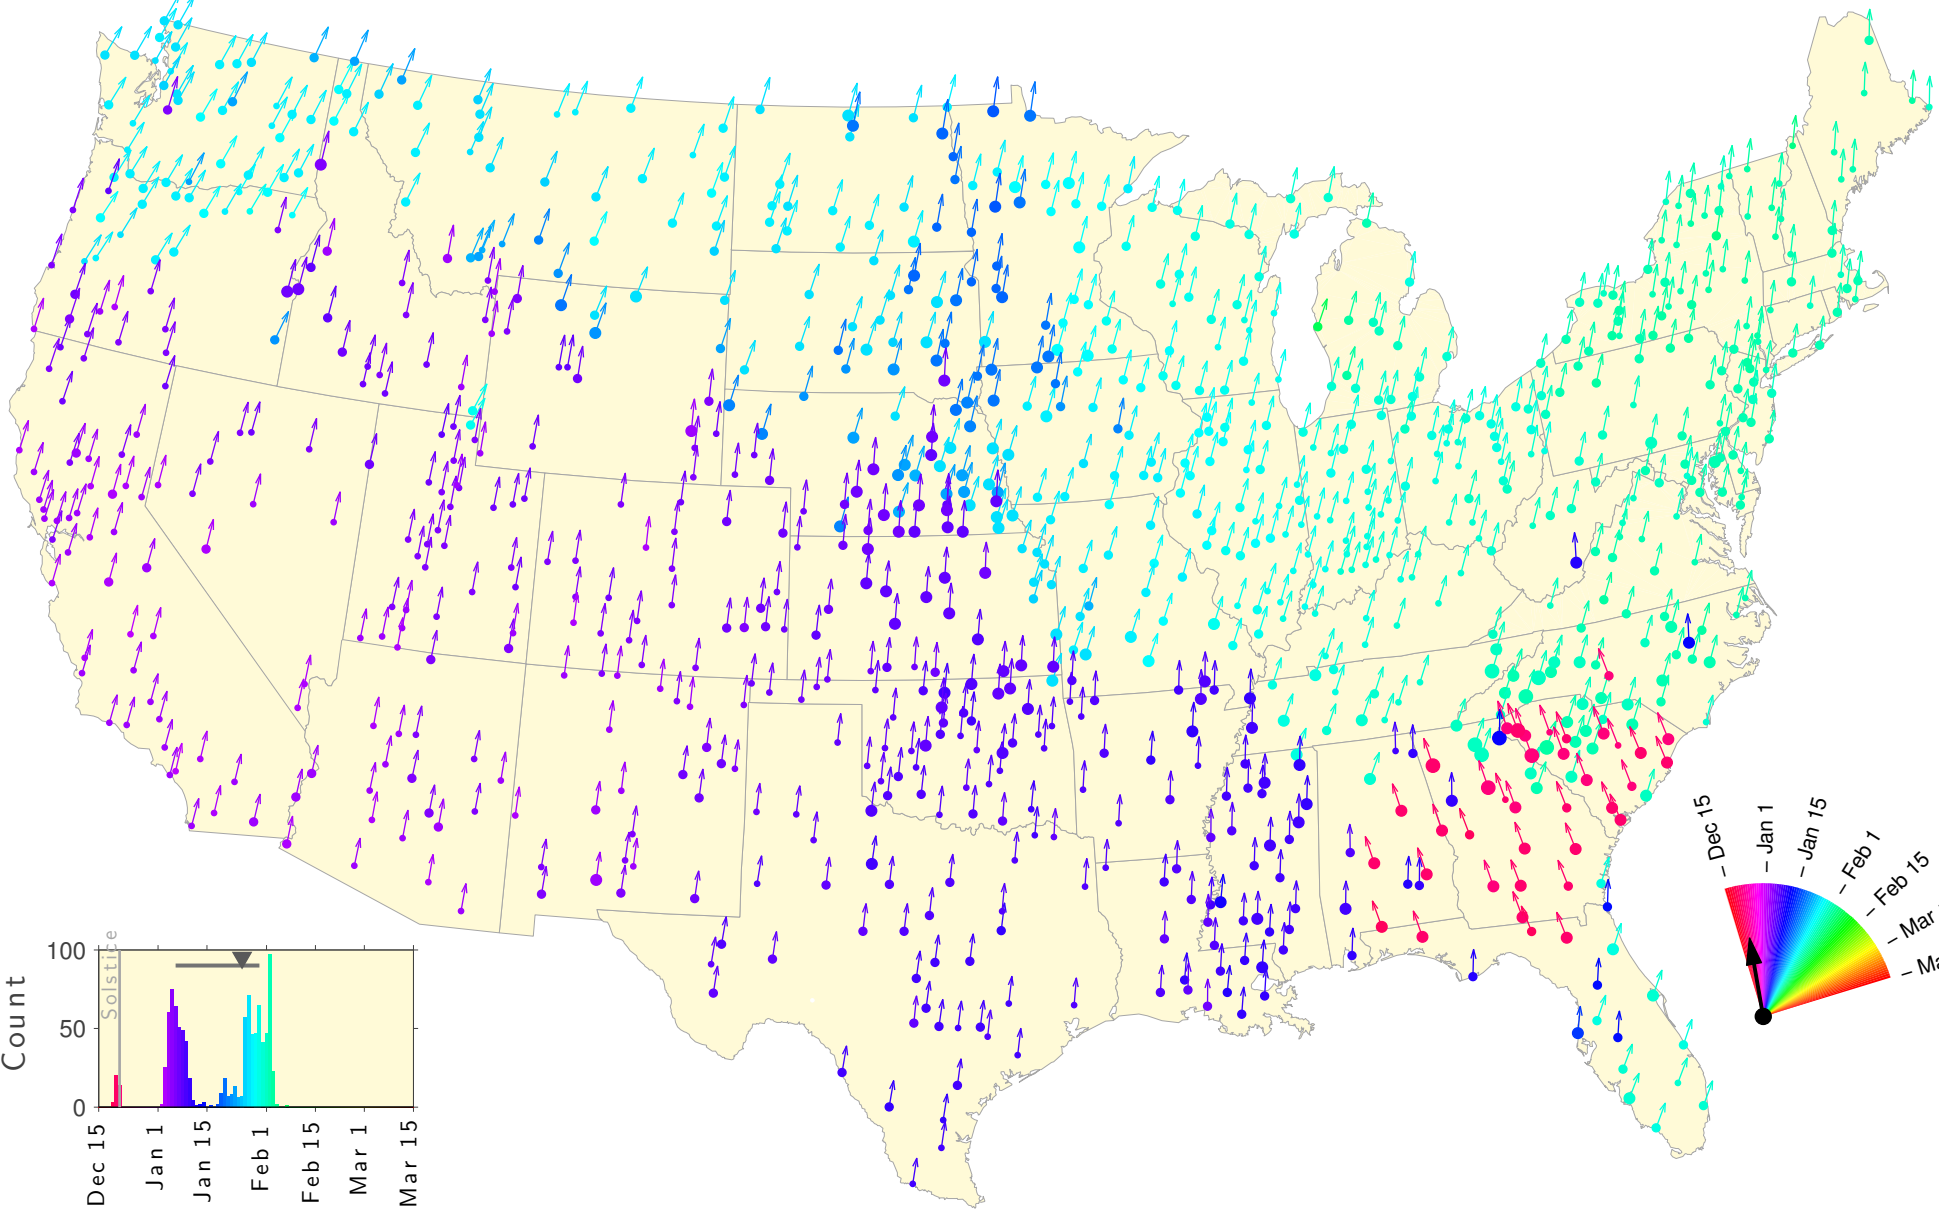 Dec 15
Jan 1
Jan 15
Feb 1
Feb 15
– Mar
– Ma
100
50
0
Count
Solstice
Dec 15
Jan 1
Jan 15
Feb 1
Feb 15
Mar 1
Mar 15